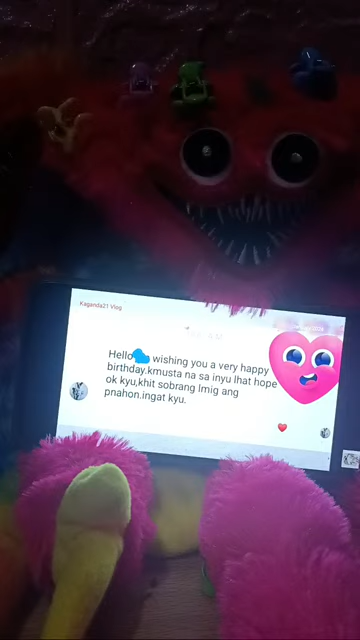 Kaganda21 Vlog
Hello wishing you a very happy
birthday.kmusta na sa inyu lhat hope
ok kyu,khit sobrang lmig ang
pnahon.ingat kyu.